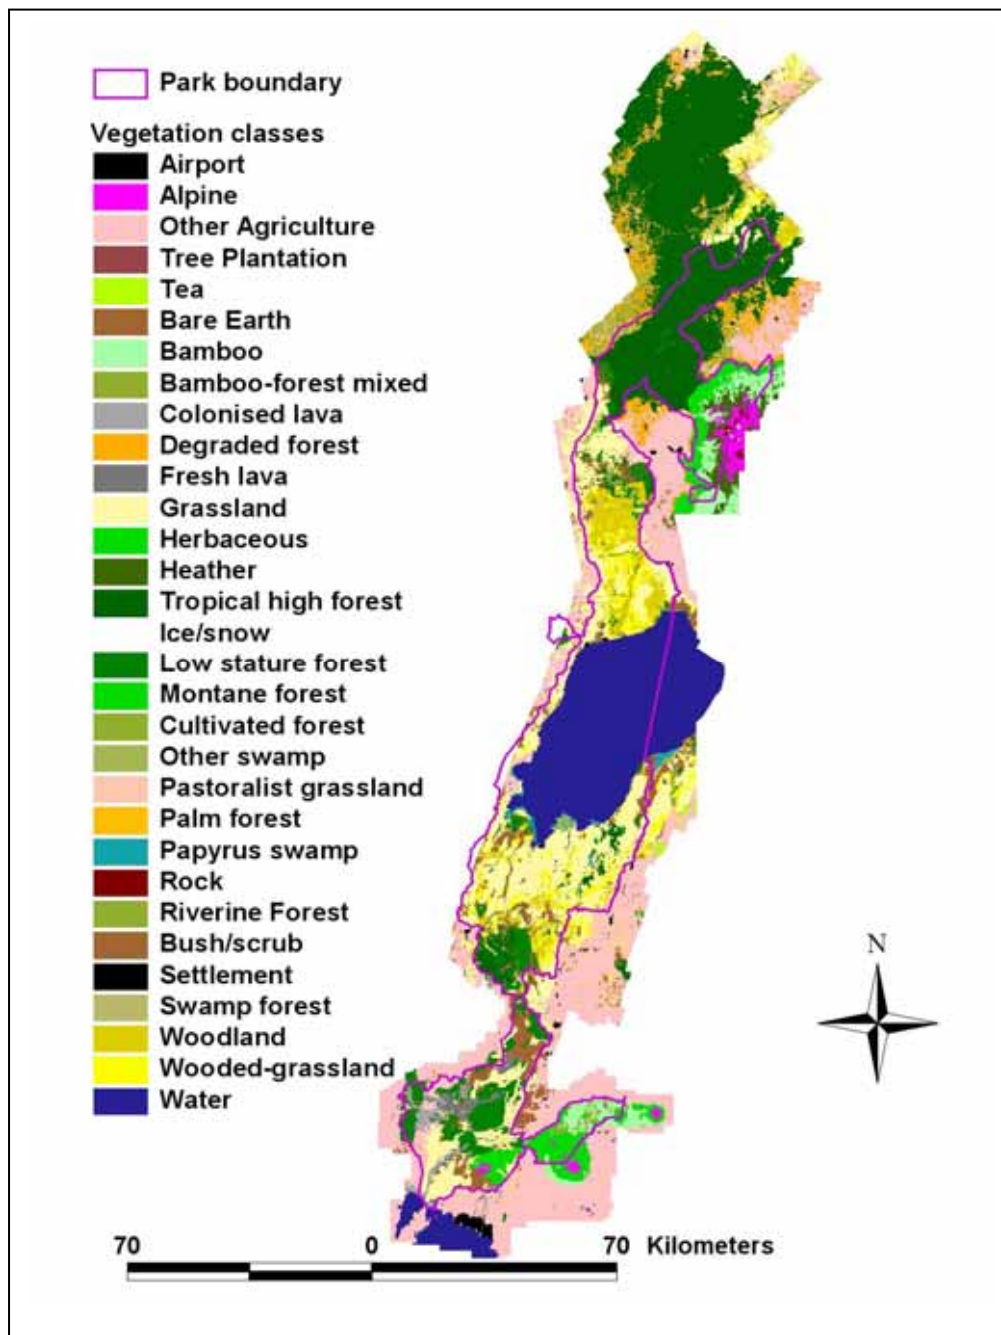 Park boundary
Vegetation classes
Airport
Alpine
Other Agriculture
Tree Plantation
Tea
Bare Earth
Bamboo
Bamboo-forest mixed
Colonised lava
Degraded forest
Fresh lava
Grassland
Herbaceous
Heather
Tropical high forest
Ice/snow
Low stature forest
Montane forest
Cultivated forest
Other swamp
Pastoralist grassland
Palm forest
Papyrus swamp
Rock
Riverine Forest
Bush/scrub
Settlement
Swamp forest
Woodland
Wooded-grassland
Water
N
70 0 70 Kilometers